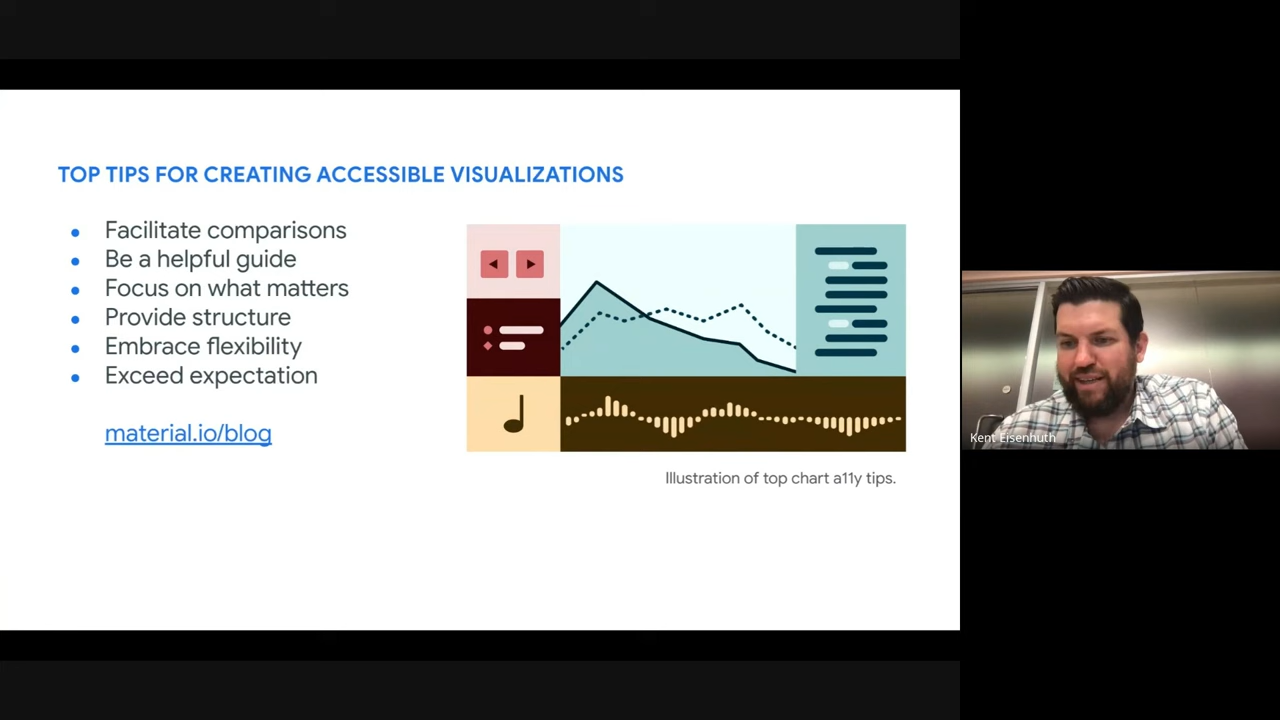 TOP TIPS FOR CREATING ACCESSIBLE VISUALIZATIONS
Facilitate comparisons
Be a helpful guide
Focus on what matters
Provide structure
Embrace flexibility
Exceed expectation
material.io/blog
Illustration of top chart a11y tips.
Kent Eisenhuth